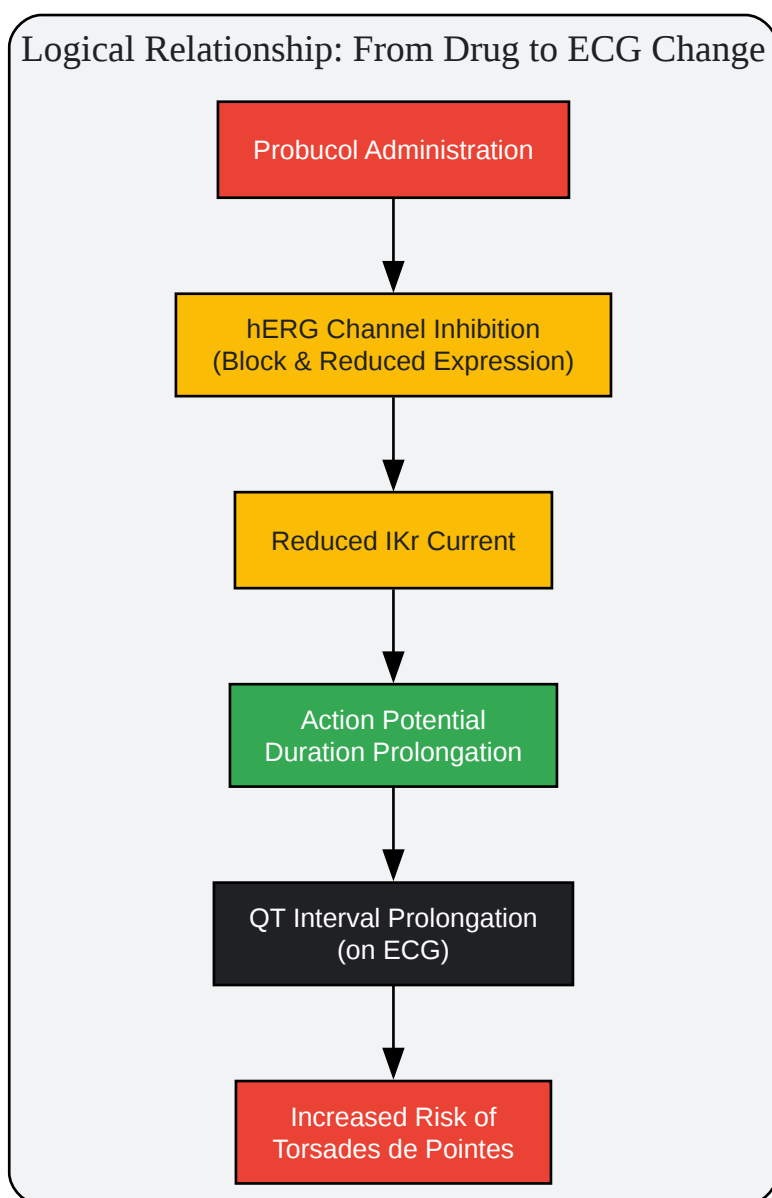 Logical Relationship: From Drug to ECG Change
Probucol Administration
hERG Channel Inhibition
(Block & Reduced Expression)
Reduced IKr Current
Action Potential
Duration Prolongation
QT Interval Prolongation
(on ECG)
Increased Risk of
Torsades de Pointes